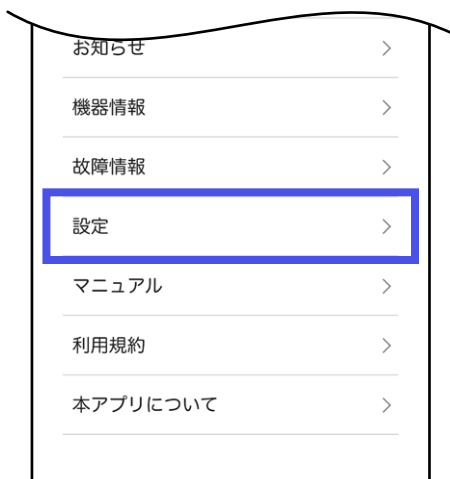 お知らせ
機器情報
故障情報
設定
マニュアル
利用規約
本アプリについて